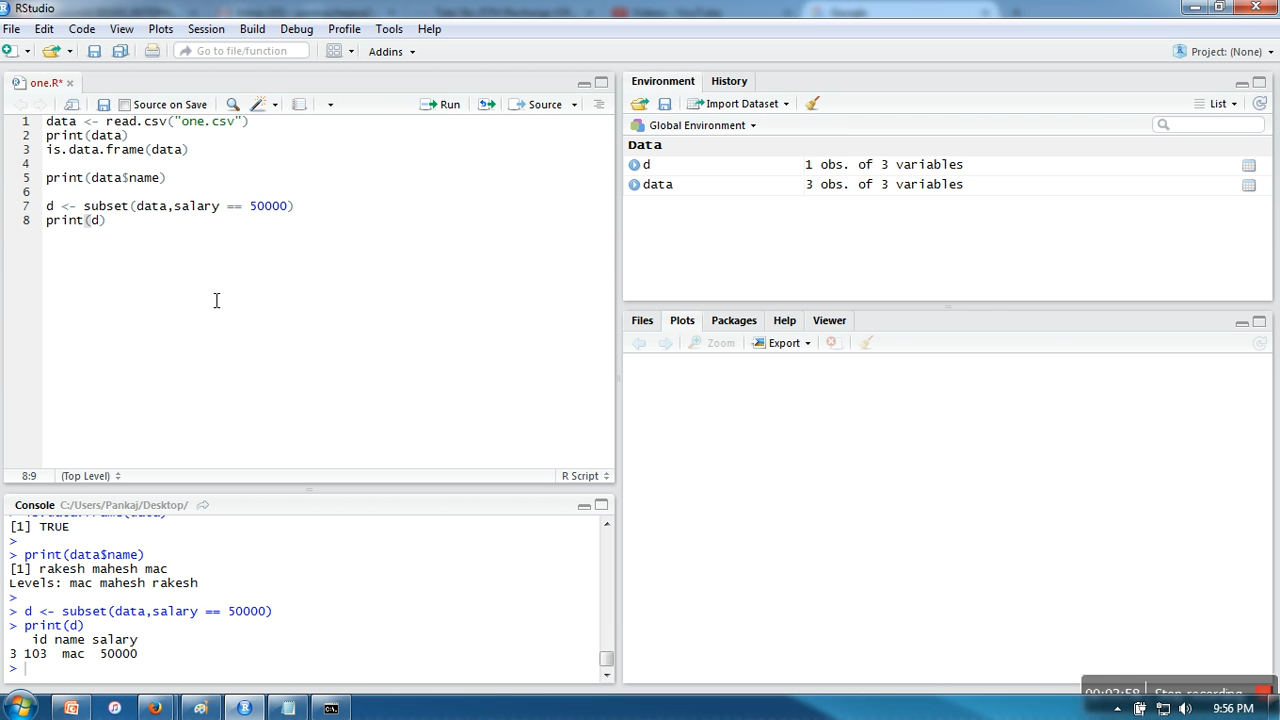 RStudio
Google
File Edit Code View Plots Session Build Debug Profile Tools Help
Go to file/function Addins Project: (None)
one.R*
Source on Save Run Source
1 data <- read.csv("one.csv")
2 print(data)
3 is.data.frame(data)
4
5 print(data$name)
6
7 d <- subset(data,salary == 50000)
8 print(d)
8:9 (Top Level) R Script
Console C:/Users/Pankaj/Desktop/
[1] TRUE
>
> print(data$name)
[1] rakesh mahesh mac
Levels: mac mahesh rakesh
>
> d <- subset(data,salary == 50000)
> print(d)
id name salary
3 103 mac 50000
>
Environment History
Import Dataset List
Global Environment
Data
d 1 obs. of 3 variables
data 3 obs. of 3 variables
Files Plots Packages Help Viewer
Zoom Export
00:03:58 Stop recording
9:56 PM